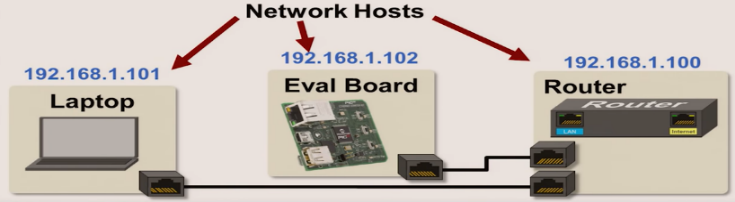 Network Hosts
192.168.1.101
192.168.1.102
192.168.1.100
Laptop
Eval Board
Router
Router
LAN
Internet